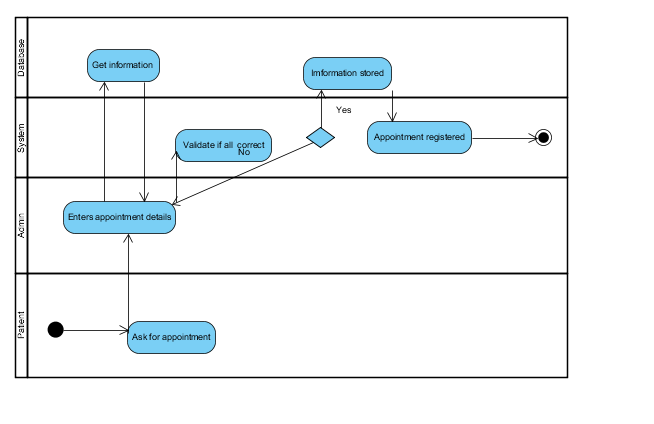 Database
Get information
Imformation stored
System
Yes
Validate if all correct
No
Appointment registered
Admin
Enters appointment details
Patient
Ask for appointment